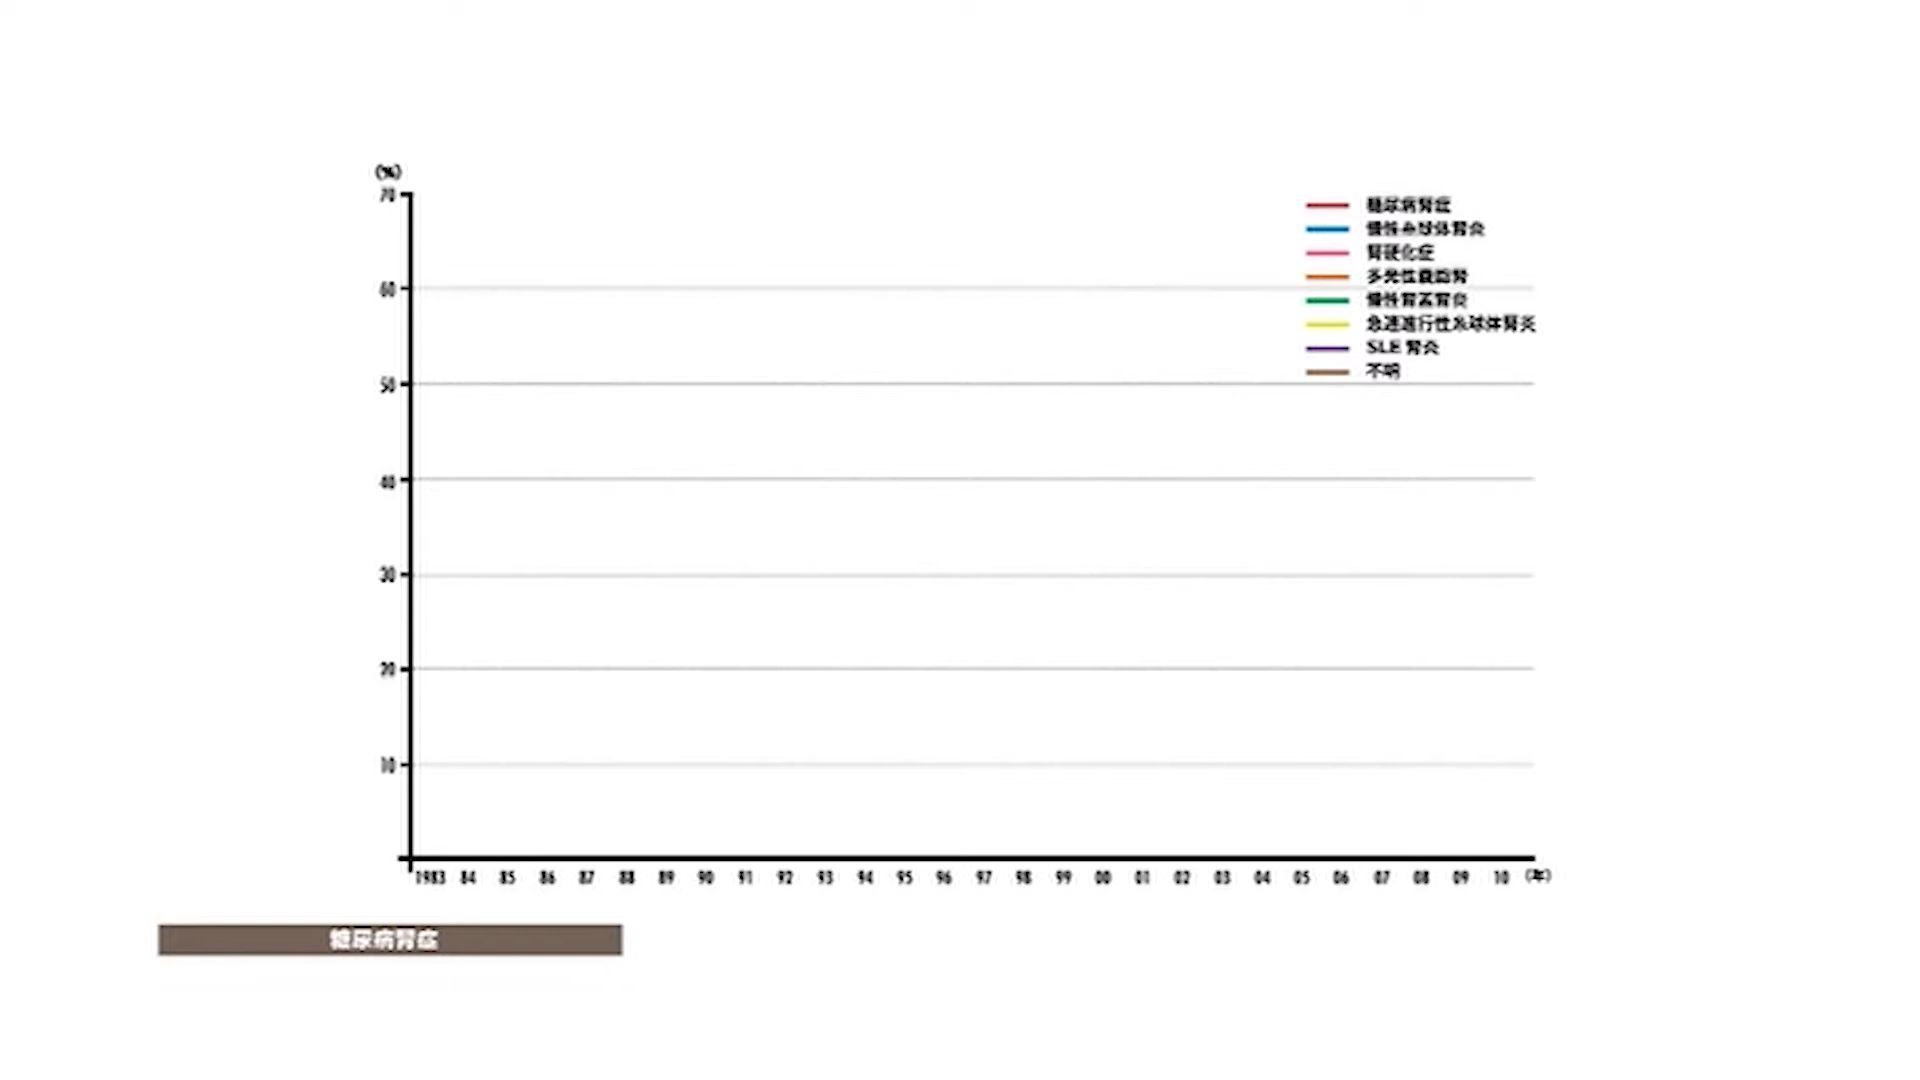 (%)
70
60
50
40
30
20
10
糖尿病腎症
慢性糸球体腎炎
腎硬化症
多発性嚢胞腎
慢性腎盂腎炎
急速進行性糸球体腎炎
SLE 腎炎
不明
1983 84 85 86 87 88 89 90 91 92 93 94 95 96 97 98 99 00 01 02 03 04 05 06 07 08 09 10 (年)
糖尿病腎症